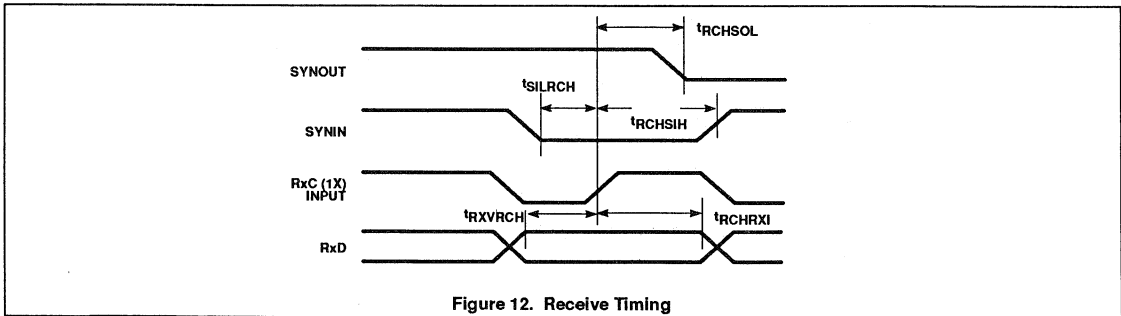 tRCHSOL
SYNOUT
tSILRCH
tRCHSIH
SYNIN
RxC (1X)
INPUT
tRXVRCH
tRCHRXI
RxD
Figure 12. Receive Timing